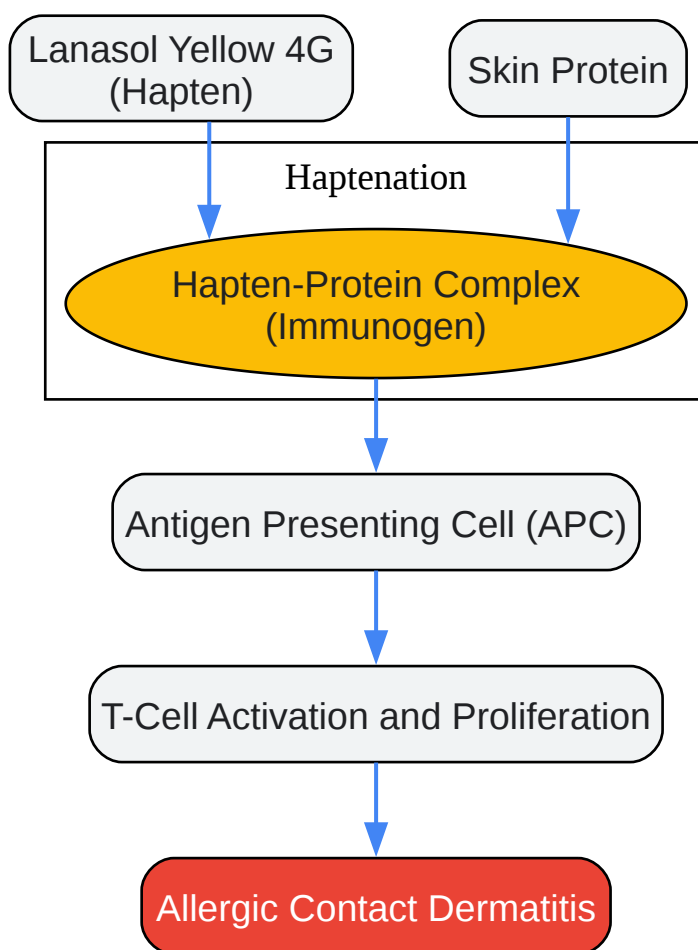 Lanasol Yellow 4G
(Hapten)
Skin Protein
Haptenation
Hapten-Protein Complex
(Immunogen)
Antigen Presenting Cell (APC)
T-Cell Activation and Proliferation
Allergic Contact Dermatitis